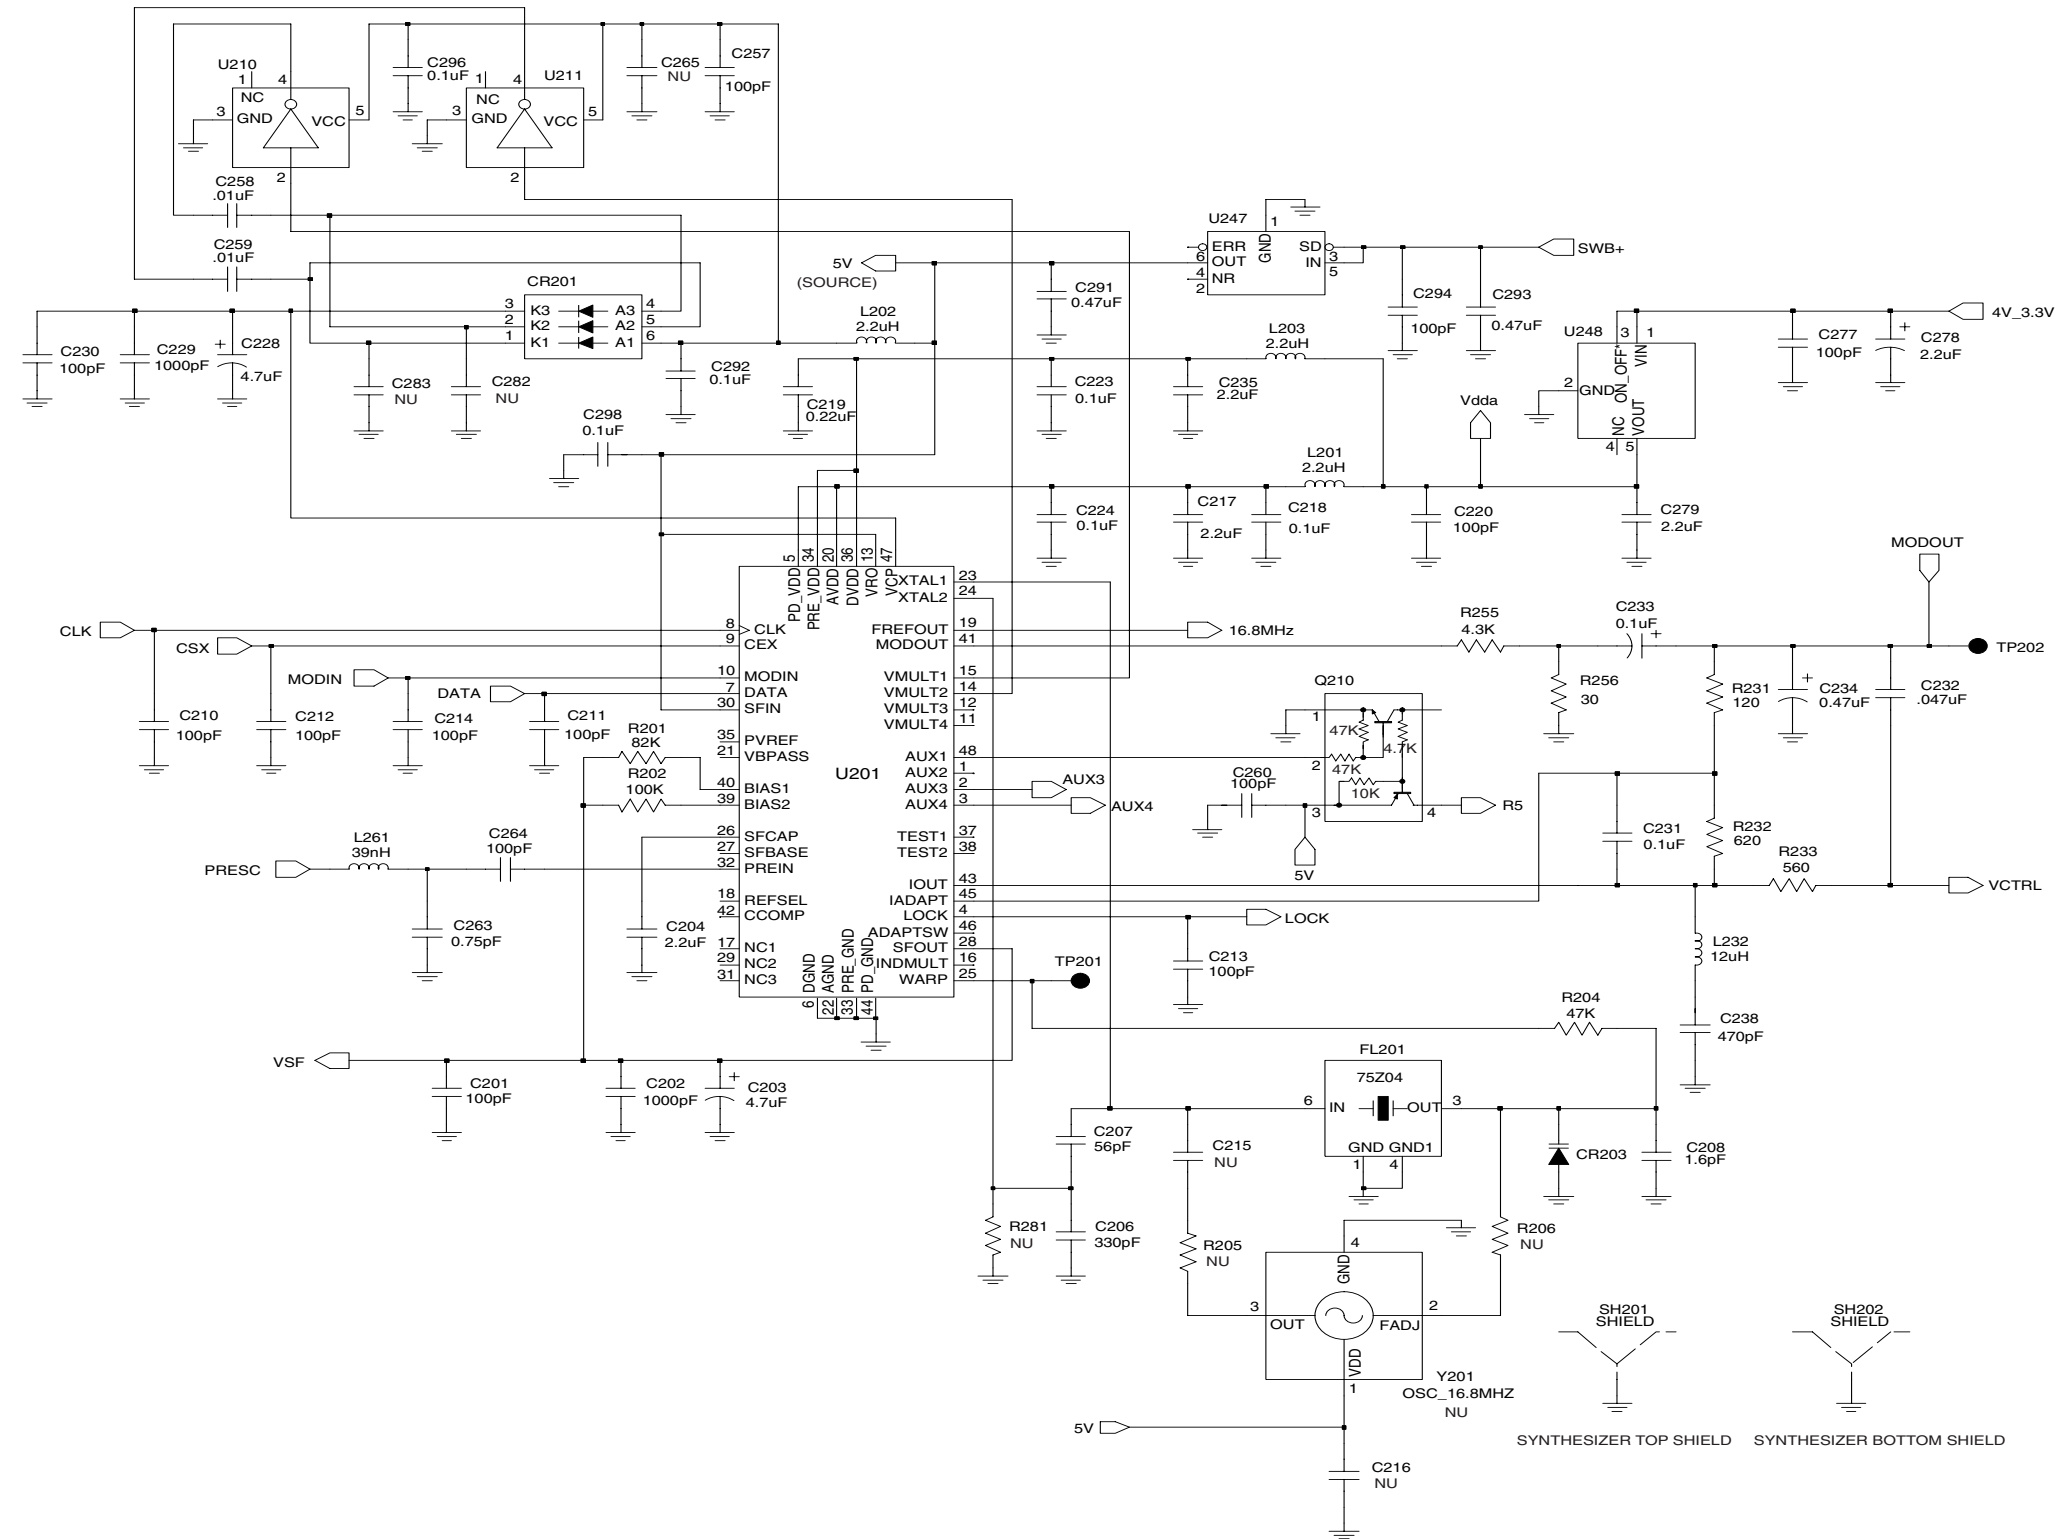 U210
1
4
NC
3
GND
VCC
5
2
C296
0.1uF
1
4
U211
NC
3
GND
VCC
5
2
C265
NU
C257
100pF
C258
.01uF
C259
.01uF
CR201
3
K3
A3
4
2
K2
A2
5
1
K1
A1
6
C230
100pF
C229
1000pF
+
C228
4.7uF
C283
NU
C282
NU
C292
0.1uF
C298
0.1uF
5V
(SOURCE)
L202
2.2uH
C219
0.22uF
C291
0.47uF
U247
1
GND
ERR
6
OUT
4
NR
2
SD
3
IN
5
SWB+
C294
100pF
C293
0.47uF
L203
2.2uH
C223
0.1uF
C235
2.2uF
U248
3
1
ON_OFF*
VIN
2
GND
NC
VOUT
4
5
4V_3.3V
C277
100pF
+
C278
2.2uF
Vdda
L201
2.2uH
C224
0.1uF
C217
2.2uF
C218
0.1uF
C220
100pF
C279
2.2uF
5
34
20
36
13
47
PD_VDD
PRE_VDD
AVDD
DVDD
VRO
VCP
U201
CLK
8
CLK
CSX
9
CEX
MODIN
10
MODIN
DATA
7
DATA
30
SFIN
35
PVREF
21
VBPASS
40
BIAS1
39
BIAS2
26
SFCAP
27
SFBASE
32
PREIN
18
REFSEL
42
CCOMP
17
NC1
29
NC2
31
NC3
C210
100pF
C212
100pF
C214
100pF
C211
100pF
R201
82K
R202
100K
PRESC
L261
39nH
C264
100pF
C263
0.75pF
C204
2.2uF
DGND
AGND
PRE_GND
PD_GND
6
22
33
44
XTAL1
23
XTAL2
24
FREFOUT
19
16.8MHz
MODOUT
41
VMULT1
15
VMULT2
14
VMULT3
12
VMULT4
11
AUX1
48
AUX2
1
AUX3
2
AUX3
AUX4
3
AUX4
TEST1
37
TEST2
38
IOUT
43
IADAPT
45
LOCK
4
LOCK
ADAPTSW
46
SFOUT
28
INDMULT
16
WARP
25
TP201
C213
100pF
Q210
1
47K
4.7K
2
47K
10K
3
4
R5
C260
100pF
5V
R255
4.3K
C233
0.1uF
+
R256
30
MODOUT
TP202
R231
120
+
C234
0.47uF
C232
.047uF
C231
0.1uF
R232
620
R233
560
VCTRL
L232
12uH
C238
470pF
R204
47K
VSF
C201
100pF
C202
1000pF
+
C203
4.7uF
FL201
75Z04
6
IN
OUT
3
GND
GND1
1
4
C207
56pF
C215
NU
CR203
C208
1.6pF
R281
NU
C206
330pF
R205
NU
R206
NU
4
GND
3
OUT
FADJ
2
VDD
1
Y201
OSC_16.8MHZ
NU
5V
C216
NU
SH201
SHIELD
SYNTHESIZER TOP SHIELD
SH202
SHIELD
SYNTHESIZER BOTTOM SHIELD